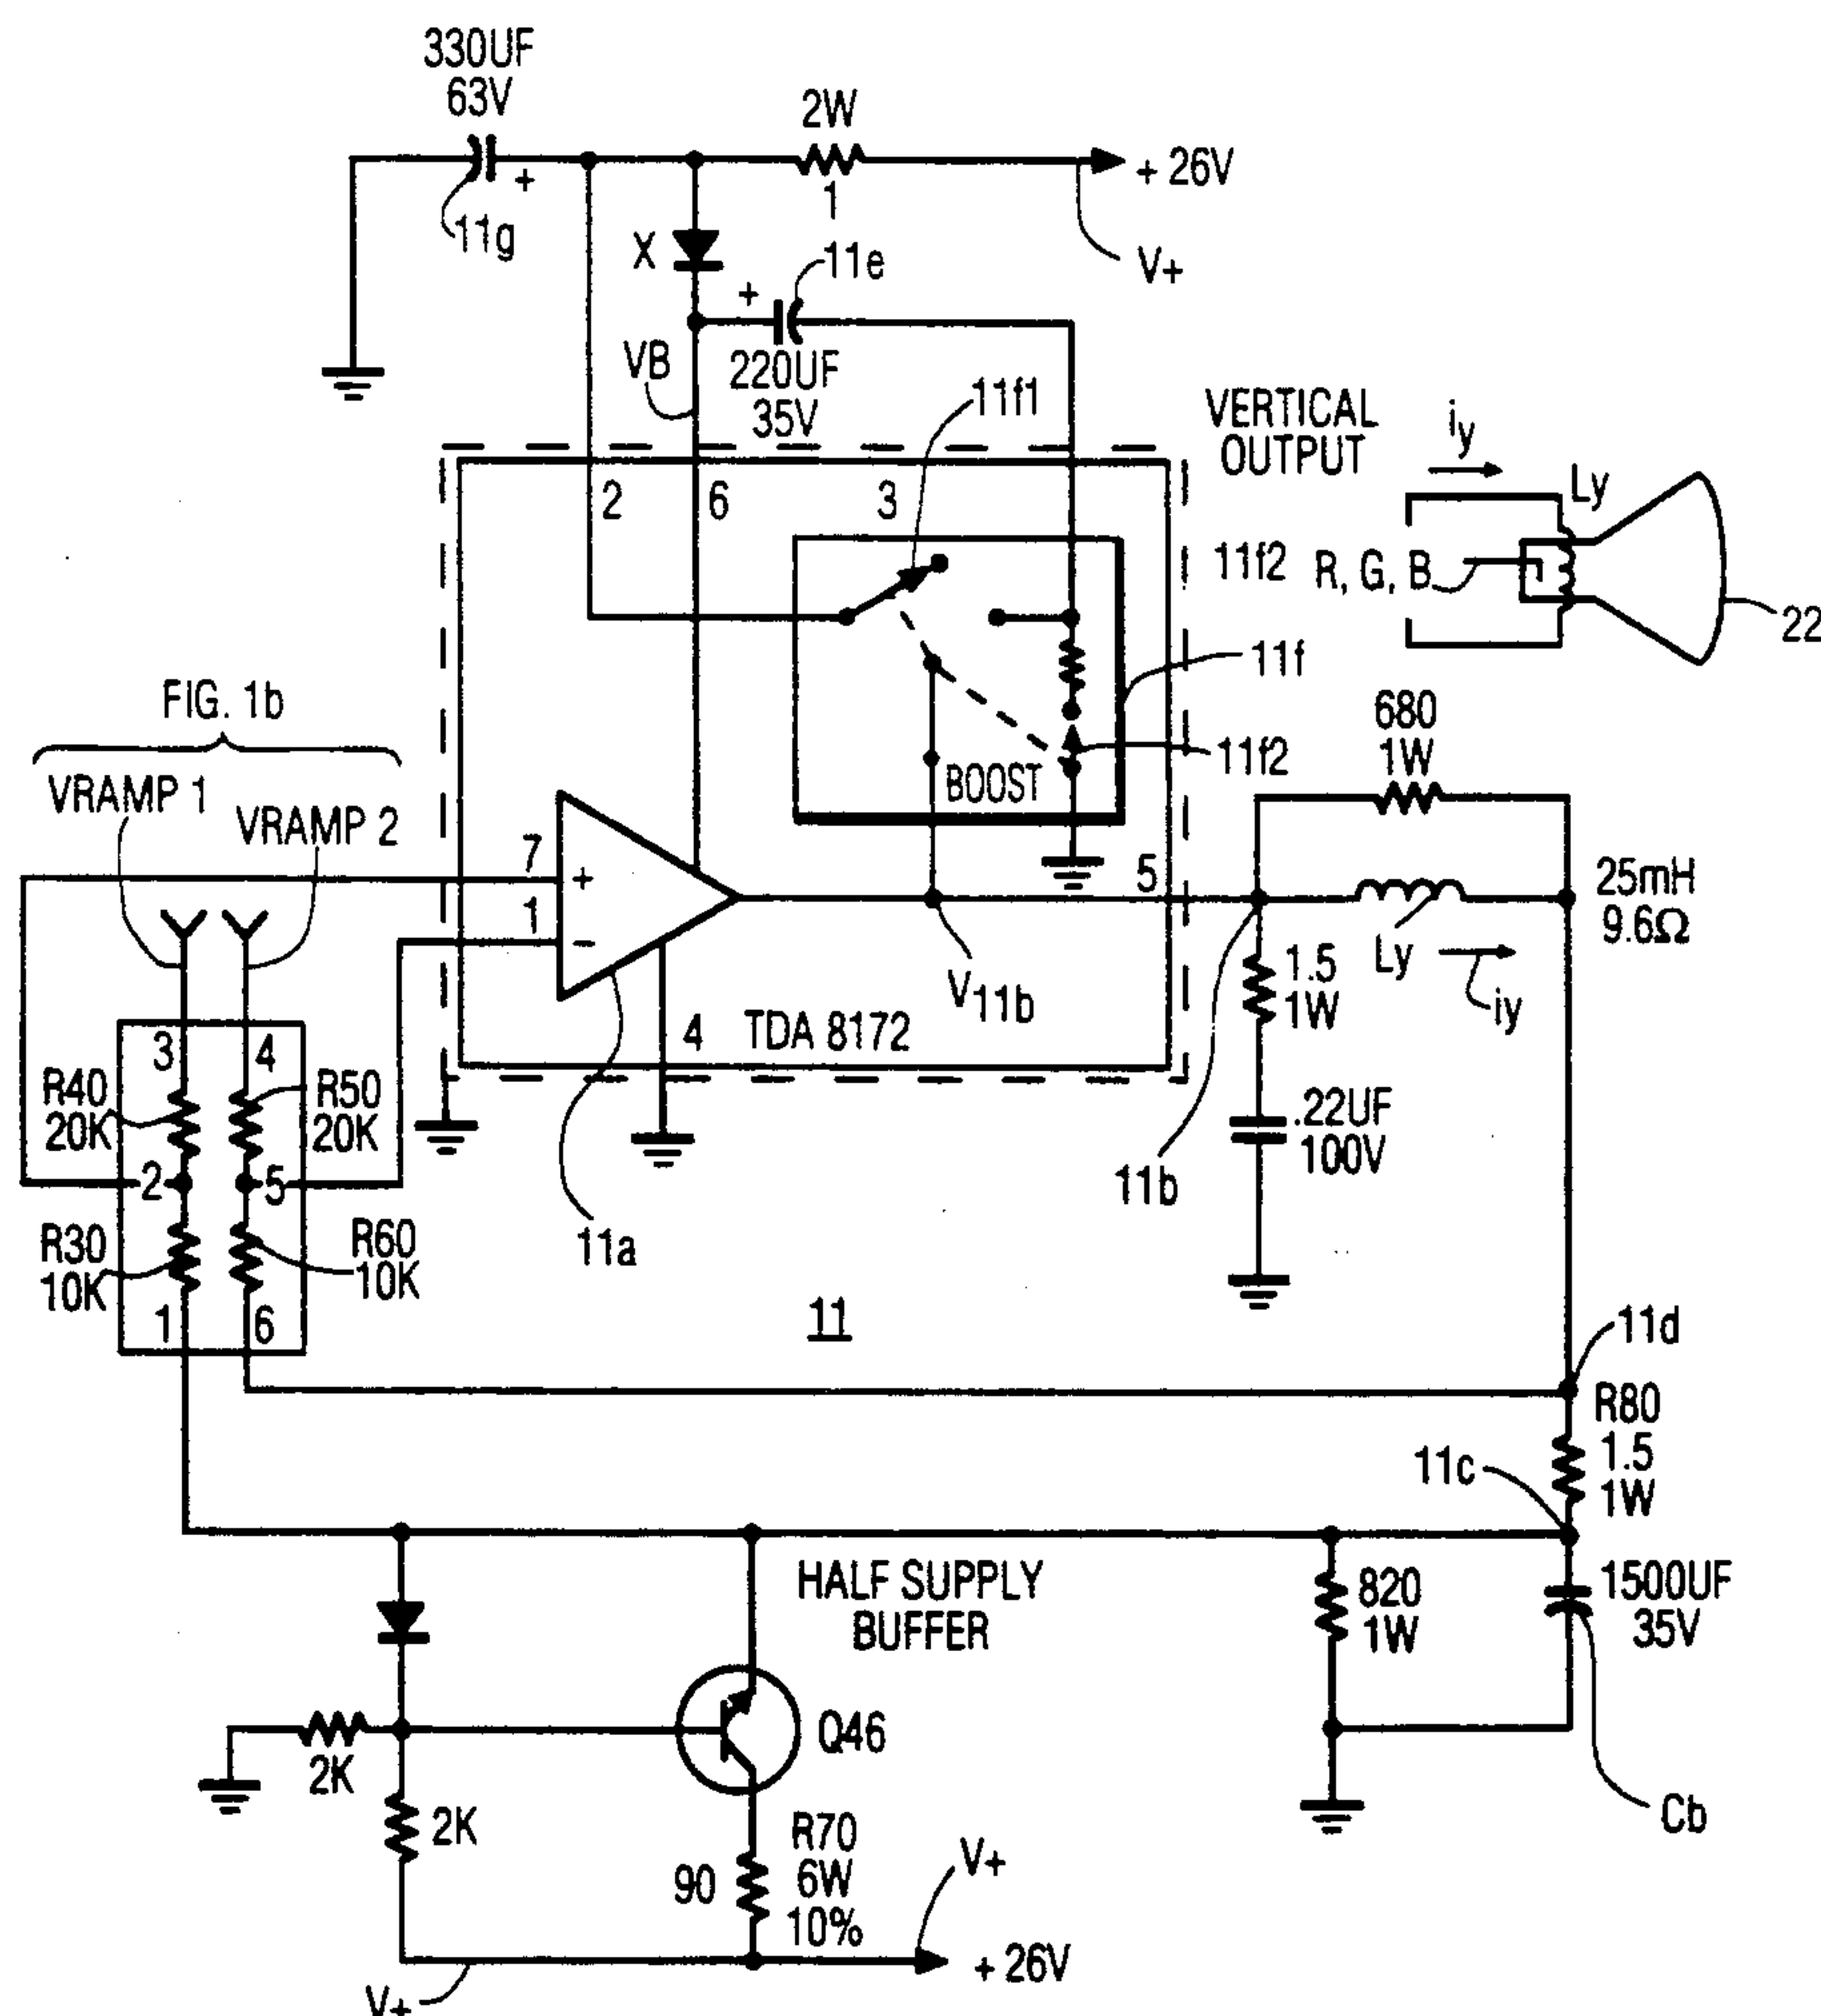 330UF
63V
2W
+ 26V
+
1
11g
X
11e
V+
+
VB
220UF
35V
11f1
VERTICAL
OUTPUT
iy
Ly
2
6
3
11f2
R, G, B
22
11f
FIG. 1b
680
1W
11f2
VRAMP 1
BOOST
VRAMP 2
7
5
25mH
9.6Ω
+
1
−
1.5
1W
Ly
iy
V11b
4
TDA 8172
3
4
R40
20K
R50
20K
.22UF
100V
2
5
11b
11a
R30
10K
R60
10K
1
6
11
11d
R80
1.5
1W
11c
HALF SUPPLY
BUFFER
820
1W
1500UF
35V
Q46
2K
2K
Cb
R70
6W
10%
90
V+
+ 26V
V+